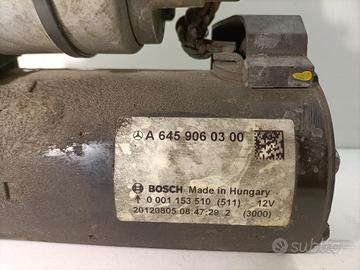 A 645 906 03 00
BOSCH Made in Hungary
0 001 153 510 (511) 12V
20120805 08:47:29 2 (3000)
subito